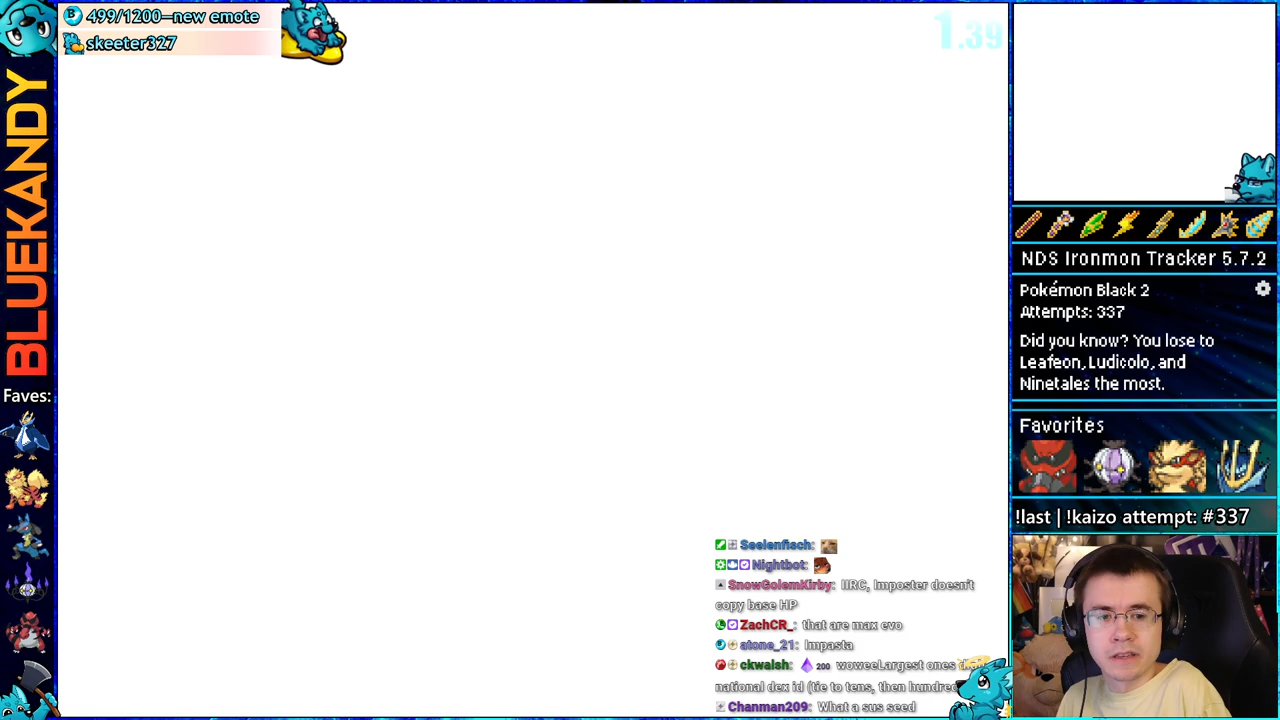 499/1200—new emote
skeeter327
1.39
BLUEKANDY
Faves:
NDS Ironmon Tracker 5.7.2
Pokémon Black 2
Attempts: 337
Did you know? You lose to
Leafeon, Ludicolo, and
Ninetales the most.
Favorites
!last | !kaizo attempt: #337
Seelenfisch:
Nightbot:
SnowGolemKirby: IIRC, Imposter doesn't
copy base HP
ZachCR_: that are max evo
atone_21: Impasta
ckwalsh: 200 woweeLargest ones
national dex id (tie to tens, then
Chanman209: What a sus seed